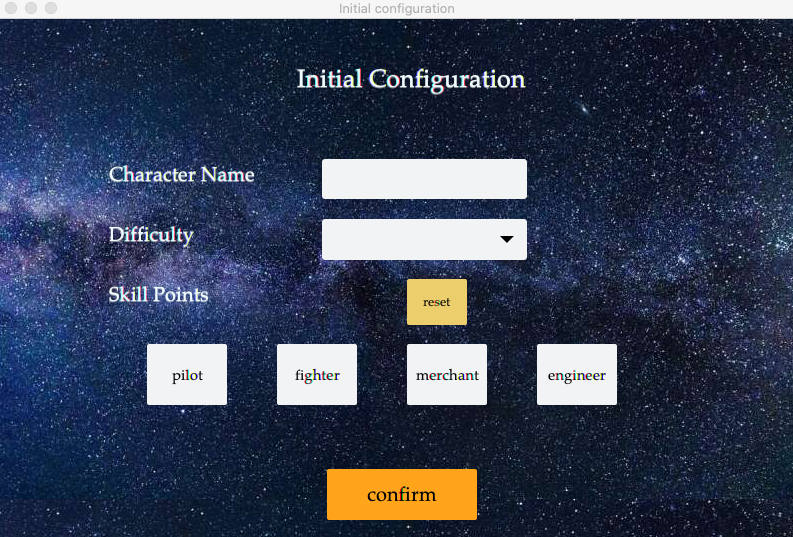 Initial configuration
Initial Configuration
Character Name
Difficulty
Skill Points
reset
pilot fighter merchant engineer
confirm